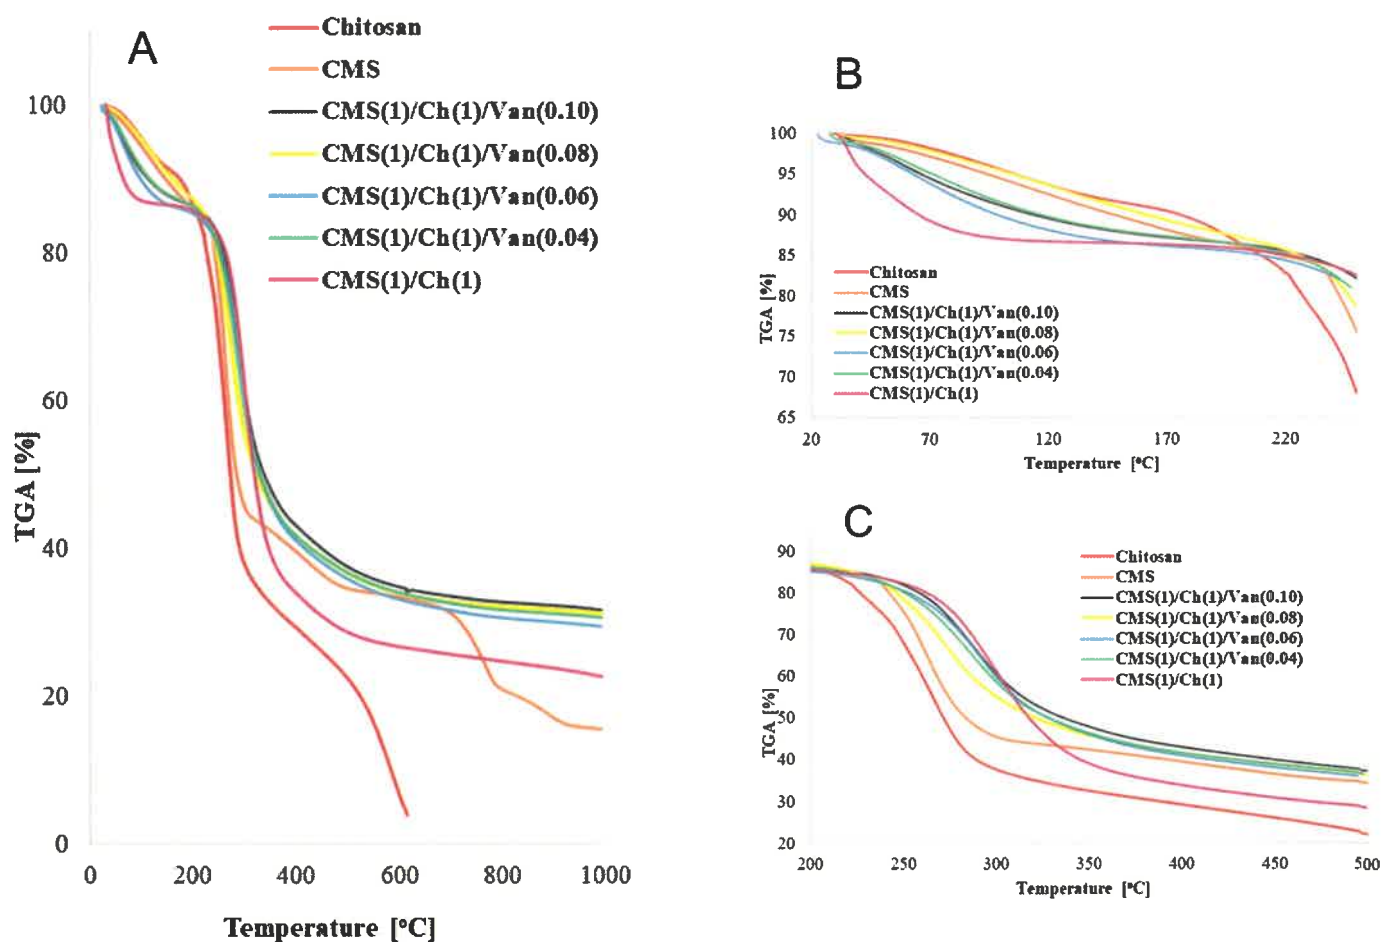 A
Chitosan
CMS
CMS(1)/Ch(1)/Van(0.10)
CMS(1)/Ch(1)/Van(0.08)
CMS(1)/Ch(1)/Van(0.06)
CMS(1)/Ch(1)/Van(0.04)
CMS(1)/Ch(1)
100
80
60
40
20
0
TGA [%]
0 200 400 600 800 1000
Temperature [°C]
B
100
95
90
85
80
75
70
65
TGA [%]
Chitosan
CMS
CMS(1)/Ch(1)/Van(0.10)
CMS(1)/Ch(1)/Van(0.08)
CMS(1)/Ch(1)/Van(0.06)
CMS(1)/Ch(1)/Van(0.04)
CMS(1)/Ch(1)
20 70 120 170 220
Temperature [°C]
C
90
80
70
60
50
40
30
20
TGA [%]
Chitosan
CMS
CMS(1)/Ch(1)/Van(0.10)
CMS(1)/Ch(1)/Van(0.08)
CMS(1)/Ch(1)/Van(0.06)
CMS(1)/Ch(1)/Van(0.04)
CMS(1)/Ch(1)
200 250 300 350 400 450 500
Temperature [°C]